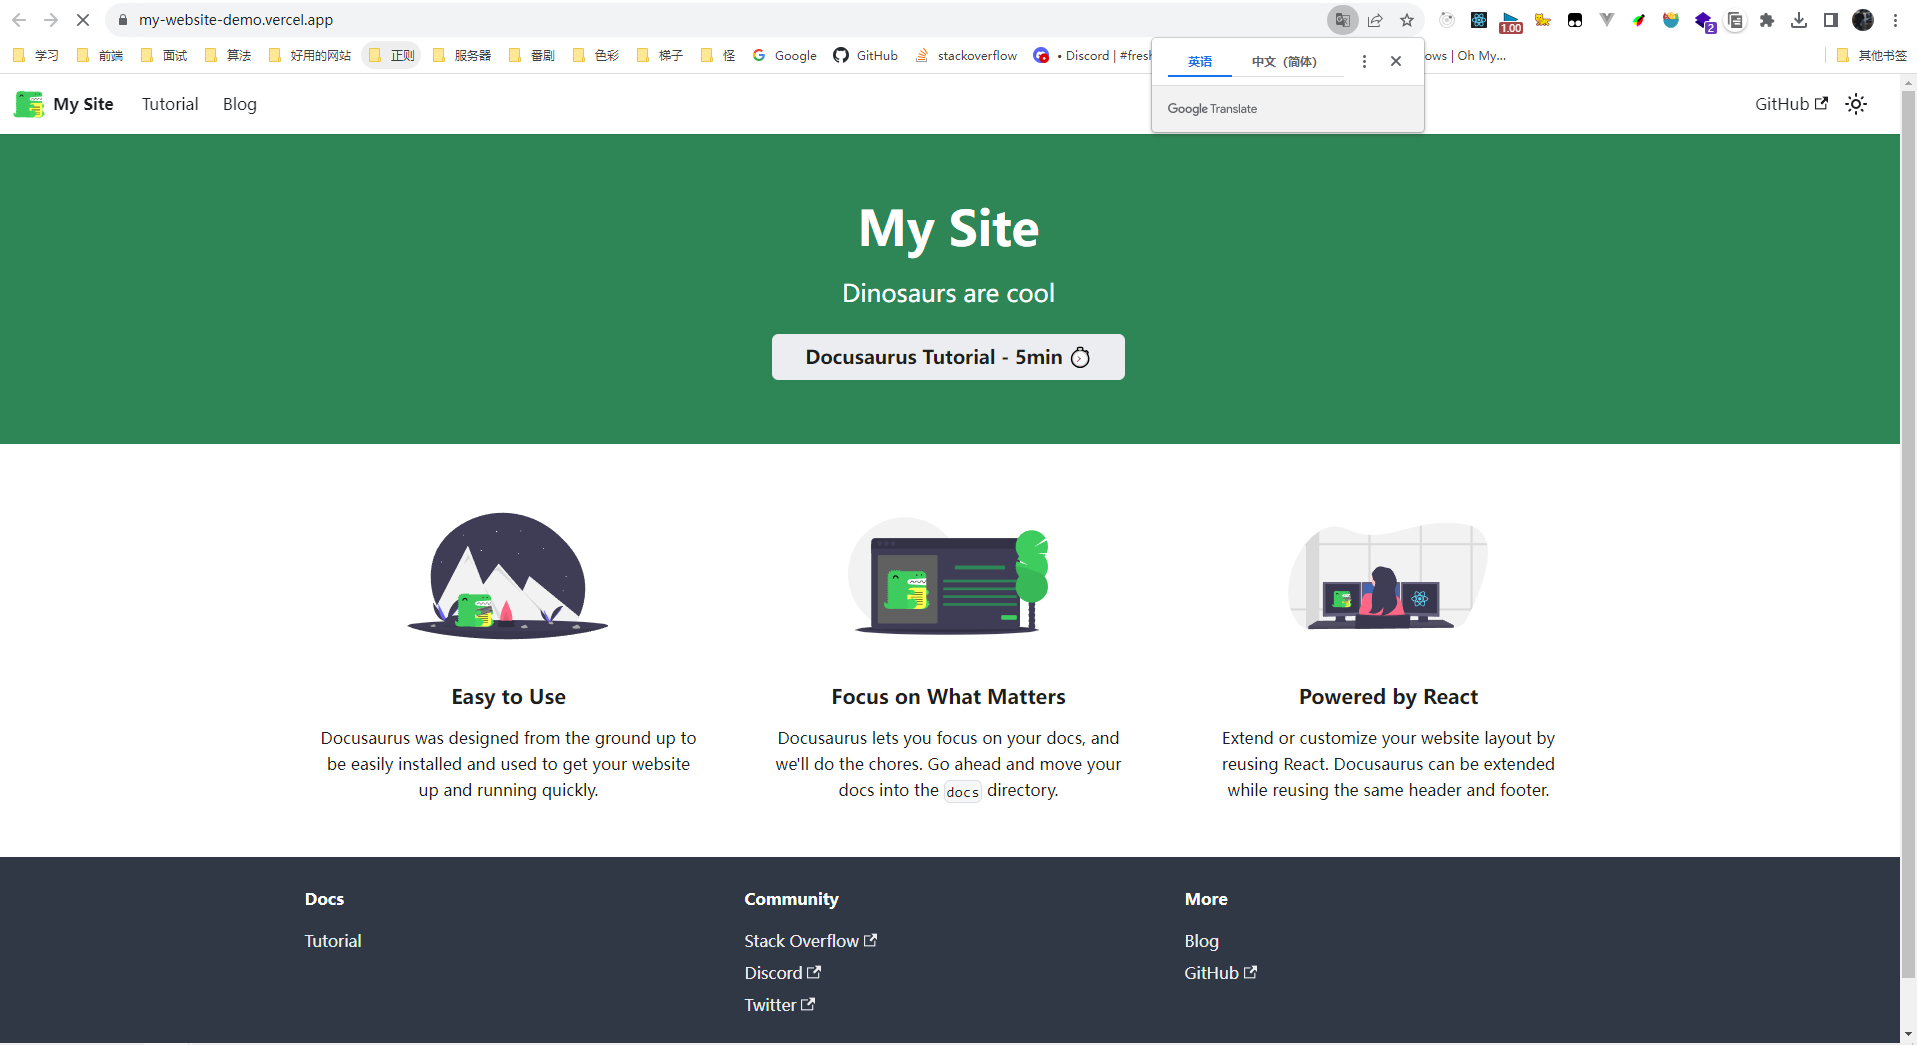 my-website-demo.vercel.app
1.00
2
学习 前端 面试 算法 好用的网站 正则 服务器 番剧 色彩 梯子 怪 Google GitHub stackoverflow • Discord | #fresh ows | Oh My... 其他书签
英语 中文（简体）
Google Translate
My Site Tutorial Blog GitHub
My Site
Dinosaurs are cool
Docusaurus Tutorial - 5min ⏱️
Easy to Use
Docusaurus was designed from the ground up to
be easily installed and used to get your website
up and running quickly.
Focus on What Matters
Docusaurus lets you focus on your docs, and
we'll do the chores. Go ahead and move your
docs into the docs directory.
Powered by React
Extend or customize your website layout by
reusing React. Docusaurus can be extended
while reusing the same header and footer.
Docs
Tutorial
Community
Stack Overflow
Discord
Twitter
More
Blog
GitHub